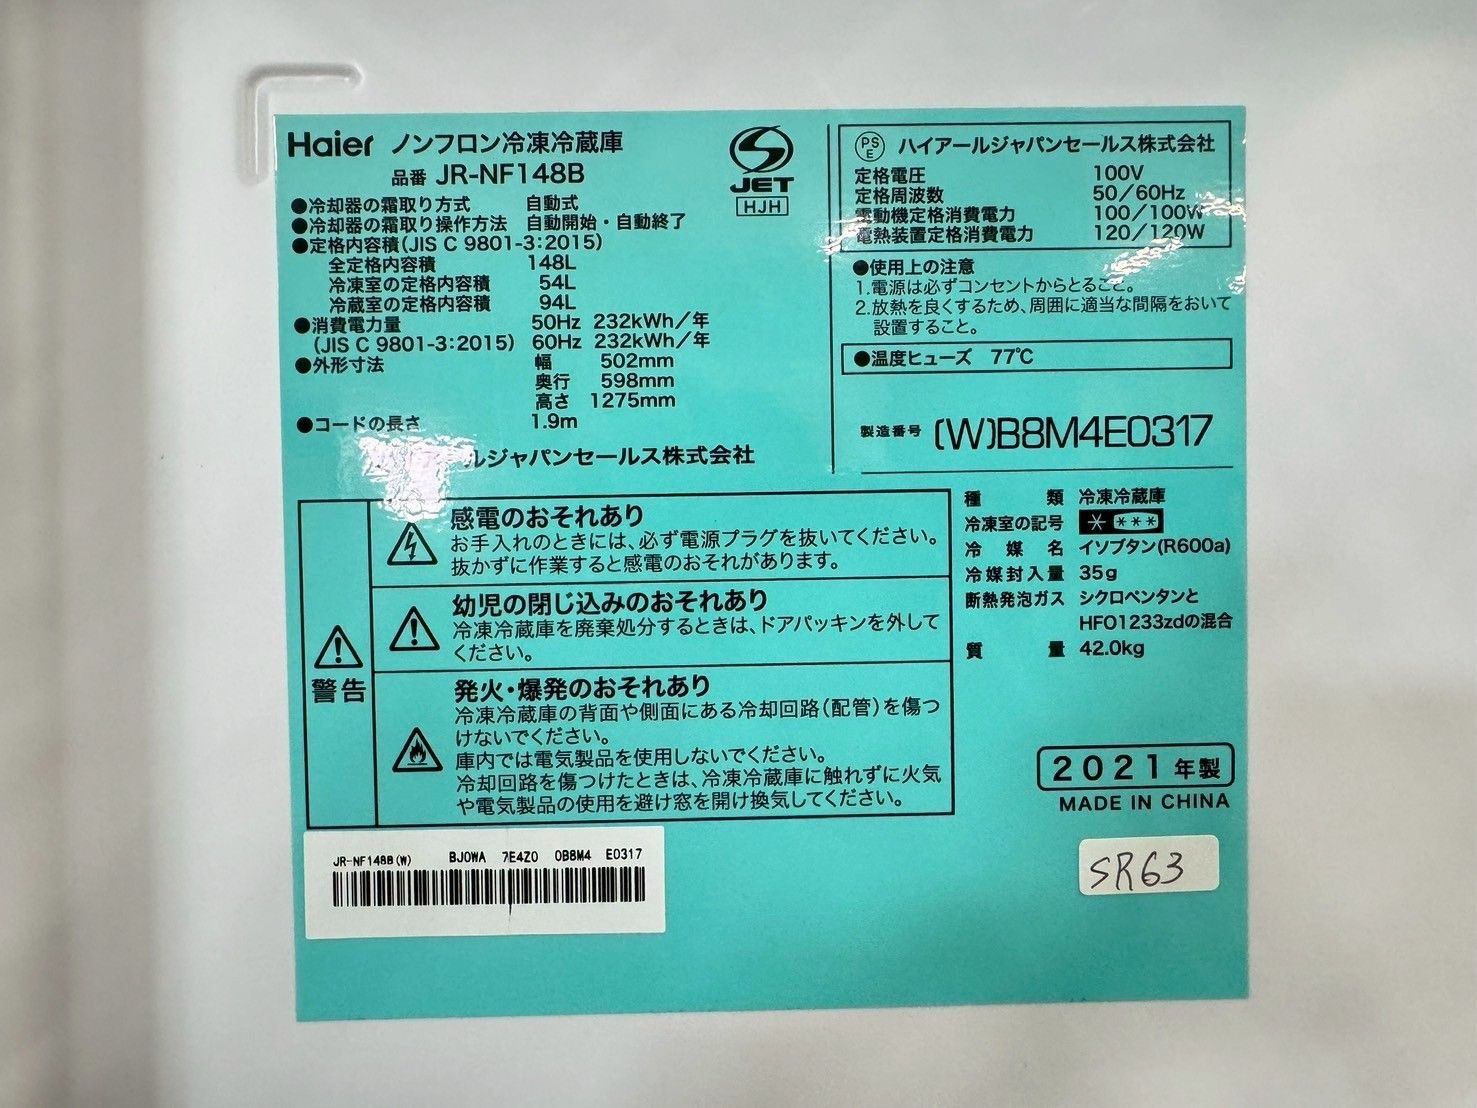 Haier ノンフロン冷凍冷蔵庫
品番 JR-NF148B
●冷却器の霜取り方式 自動式
●冷却器の霜取り操作方法 自動開始・自動終了
●定格内容積(JIS C 9801-3:2015)
全定格内容積 148L
冷凍室の定格内容積 54L
冷蔵室の定格内容積 94L
●消費電力量 50Hz 232kWh/年
(JIS C 9801-3:2015) 60Hz 232kWh/年
●外形寸法 幅 502mm
奥行 598mm
高さ 1275mm
●コードの長さ 1.9m
ルジャパンセールス株式会社
JET
HJH
PSE ハイアールジャパンセールス株式会社
定格電圧 100V
定格周波数 50/60Hz
電動機定格消費電力 100/100W
電熱装置定格消費電力 120/120W
●使用上の注意
1.電源は必ずコンセントからとること。
2.放熱を良くするため、周囲に適当な間隔をおいて
設置すること。
●温度ヒューズ 77℃
製造番号 (W)B8M4E0317
警告
感電のおそれあり
お手入れのときには、必ず電源プラグを抜いてください。
抜かずに作業すると感電のおそれがあります。
幼児の閉じ込みのおそれあり
冷凍冷蔵庫を廃棄処分するときは、ドアパッキンを外して
ください。
発火・爆発のおそれあり
冷凍冷蔵庫の背面や側面にある冷却回路(配管)を傷つ
けないでください。
庫内では電気製品を使用しないでください。
冷却回路を傷つけたときは、冷凍冷蔵庫に触れずに火気
や電気製品の使用を避け窓を開け換気してください。
種類 冷凍冷蔵庫
冷凍室の記号 * ***
冷媒名 イソブタン(R600a)
冷媒封入量 35g
断熱発泡ガス シクロペンタンと
HFO1233zdの混合
質量 42.0kg
2021年製
MADE IN CHINA
JR-NF148B(W) BJ0WA 7E4Z0 0B8M4 E0317
SR63